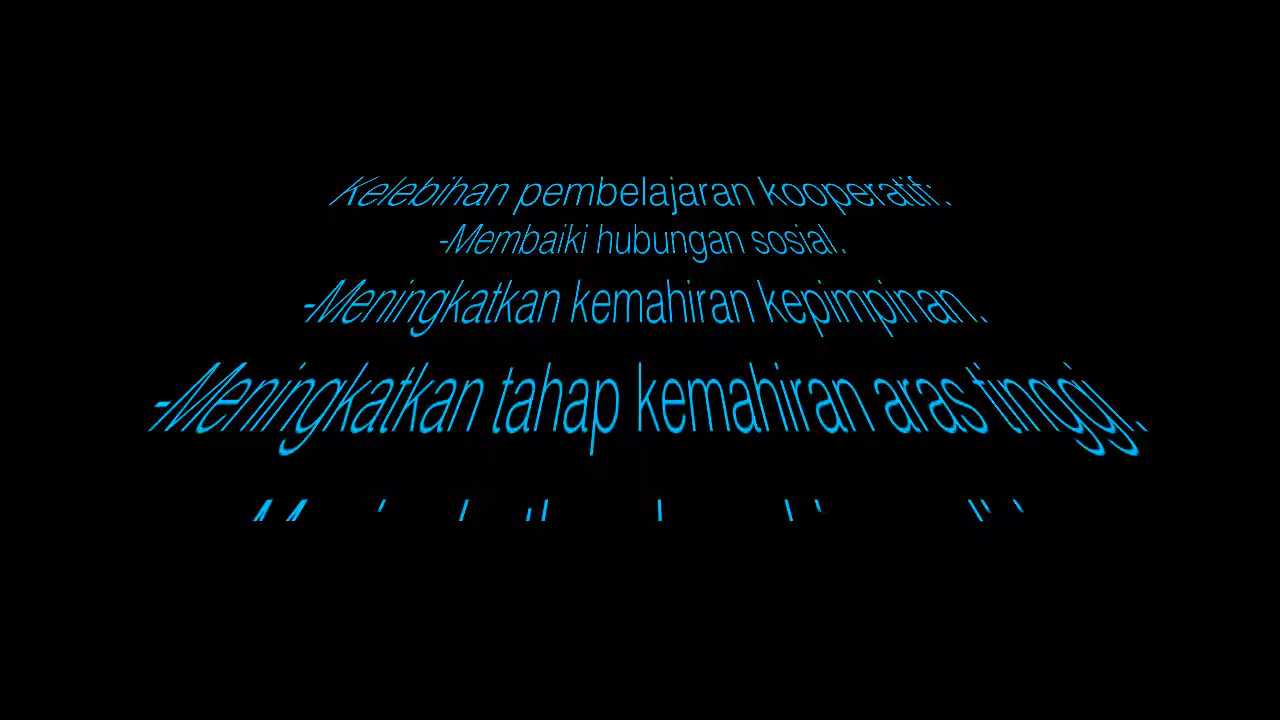 Kelebihan pembelajaran kooperatif:
-Membaiki hubungan sosial.
-Meningkatkan kemahiran kepimpinan.
-Meningkatkan tahap kemahiran aras tinggi.